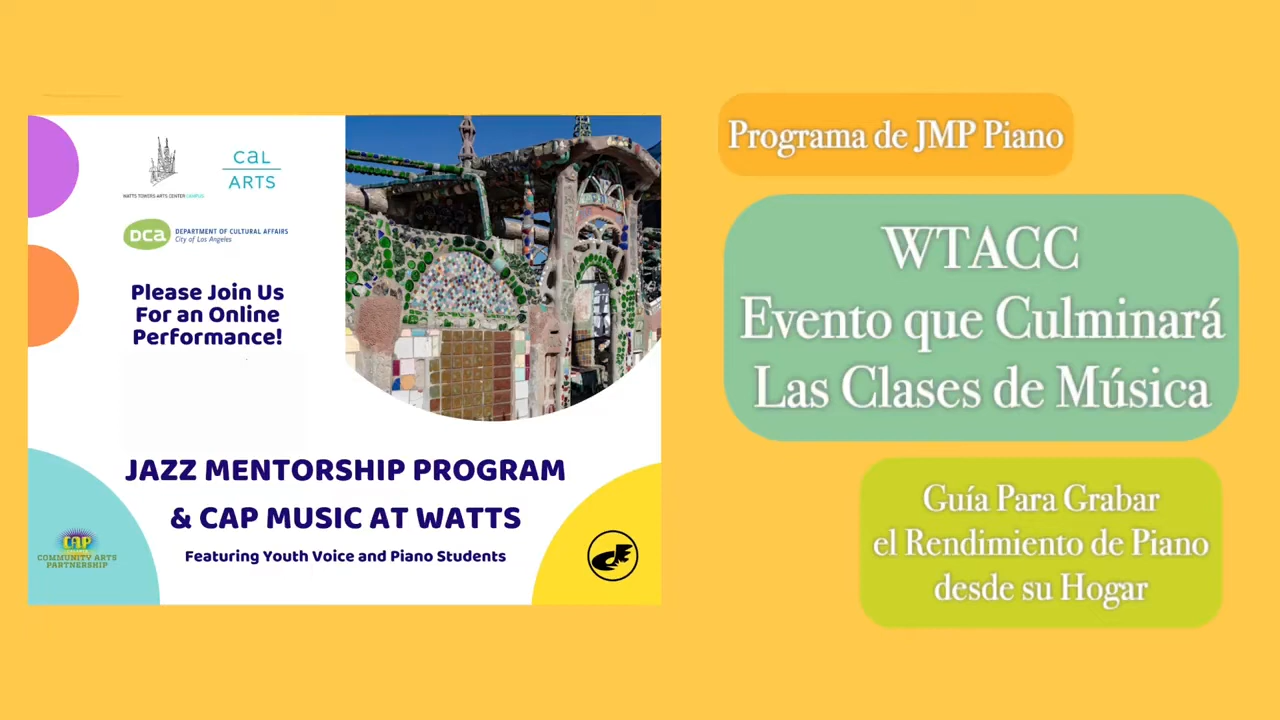 WATTS TOWERS ARTS CENTER CAMPUS
CAL
ARTS
DCA
DEPARTMENT OF CULTURAL AFFAIRS
City of Los Angeles
Please Join Us
For an Online
Performance!
JAZZ MENTORSHIP PROGRAM
& CAP MUSIC AT WATTS
Featuring Youth Voice and Piano Students
CAP
COMMUNITY ARTS
PARTNERSHIP
Programa de JMP Piano
WTACC
Evento que Culminará
Las Clases de Música
Guía Para Grabar
el Rendimiento de Piano
desde su Hogar